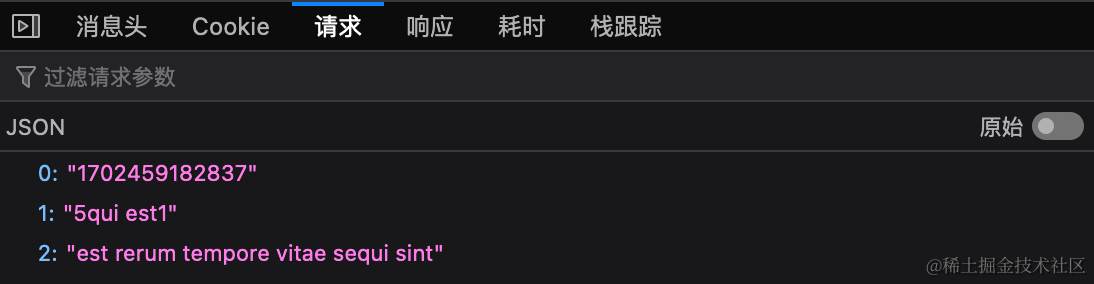 消息头 Cookie 请求 响应 耗时 栈跟踪
过滤请求参数
JSON 原始
0: "1702459182837"
1: "5qui est1"
2: "est rerum tempore vitae sequi sint"
@稀土掘金技术社区